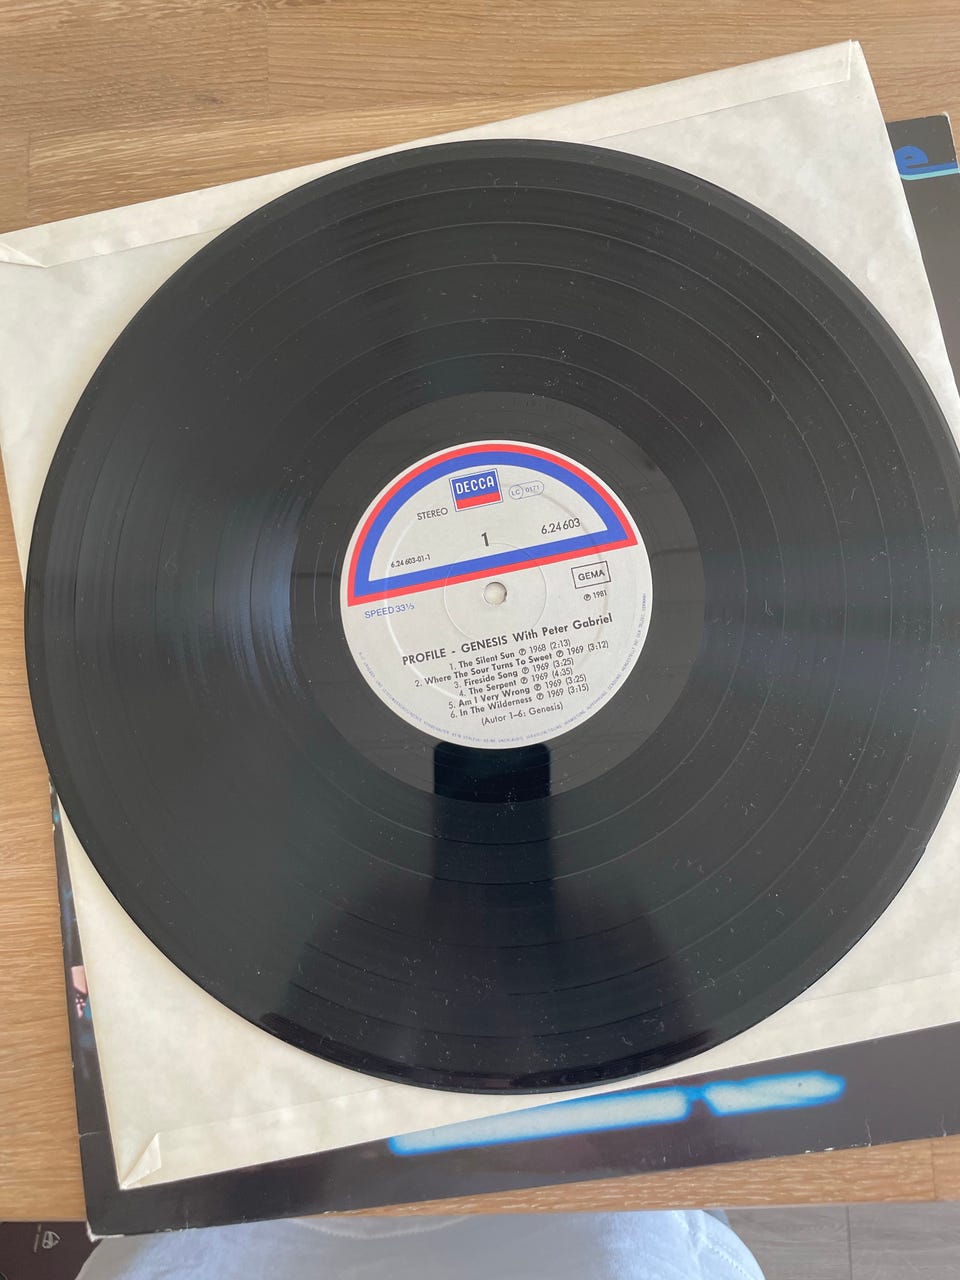 e
DECCA
LC 0171
STEREO
1
6.24603
6.24 603-01-1
GEMA
SPEED 33⅓
℗ 1981
PROFILE - GENESIS With Peter Gabriel
1. The Silent Sun ℗ 1968 (2:13)
2. Where The Sour Turns To Sweet ℗ 1969 (3:12)
3. Fireside Song ℗ 1969 (3:25)
4. The Serpent ℗ 1969 (4:35)
5. Am I Very Wrong ℗ 1969 (3:25)
6. In The Wilderness ℗ 1969 (3:15)
(Autor 1-6: Genesis)